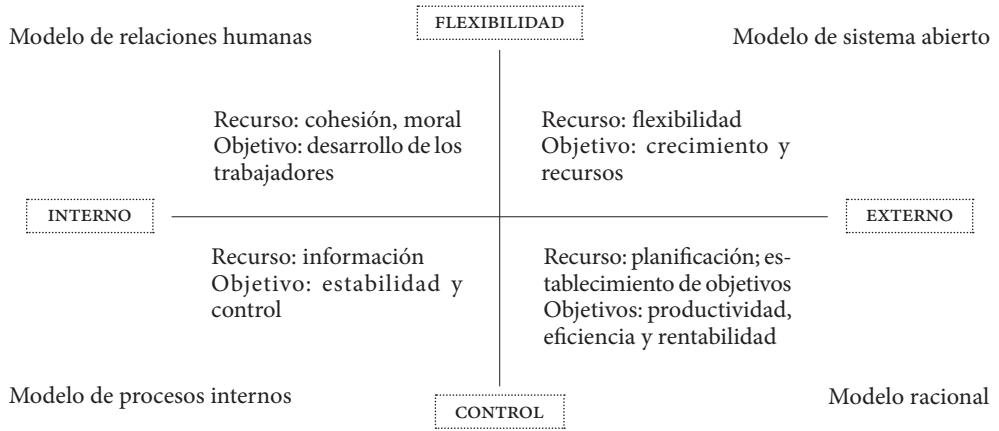 FLEXIBILIDAD
Modelo de relaciones humanas
Modelo de sistema abierto
Recurso: cohesión, moral
Objetivo: desarrollo de los
trabajadores
Recurso: flexibilidad
Objetivo: crecimiento y
recursos
INTERNO
EXTERNO
Recurso: información
Objetivo: estabilidad y
control
Recurso: planificación; es-
tablecimiento de objetivos
Objetivos: productividad,
eficiencia y rentabilidad
Modelo de procesos internos
Modelo racional
CONTROL